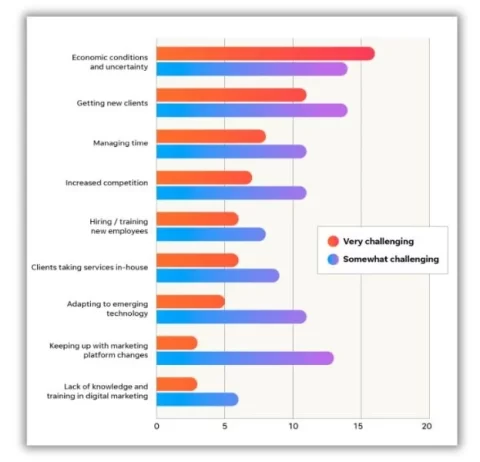 Economic conditions
and uncertainty
Getting new clients
Managing time
Increased competition
Hiring / training
new employees
Clients taking services in-house
Adapting to emerging
technology
Keeping up with marketing
platform changes
Lack of knowledge and
training in digital marketing
Very challenging
Somewhat challenging
0 5 10 15 20